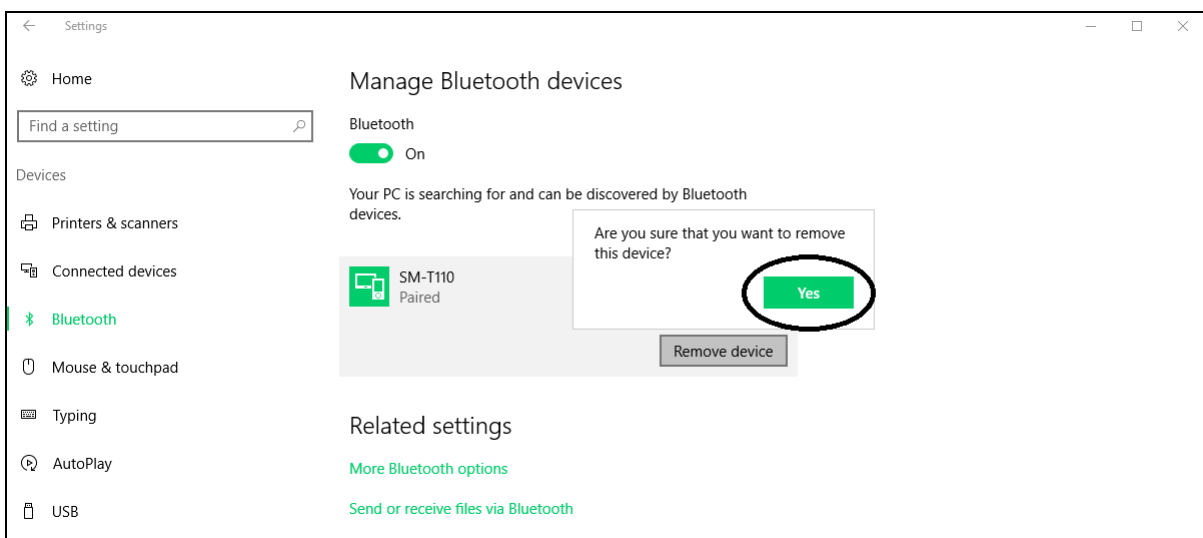 Settings
Home
Find a setting
Devices
Printers & scanners
Connected devices
Bluetooth
Mouse & touchpad
Typing
AutoPlay
USB
Manage Bluetooth devices
Bluetooth
On
Your PC is searching for and can be discovered by Bluetooth
devices.
SM-T110
Paired
Are you sure that you want to remove
this device?
Yes
Remove device
Related settings
More Bluetooth options
Send or receive files via Bluetooth